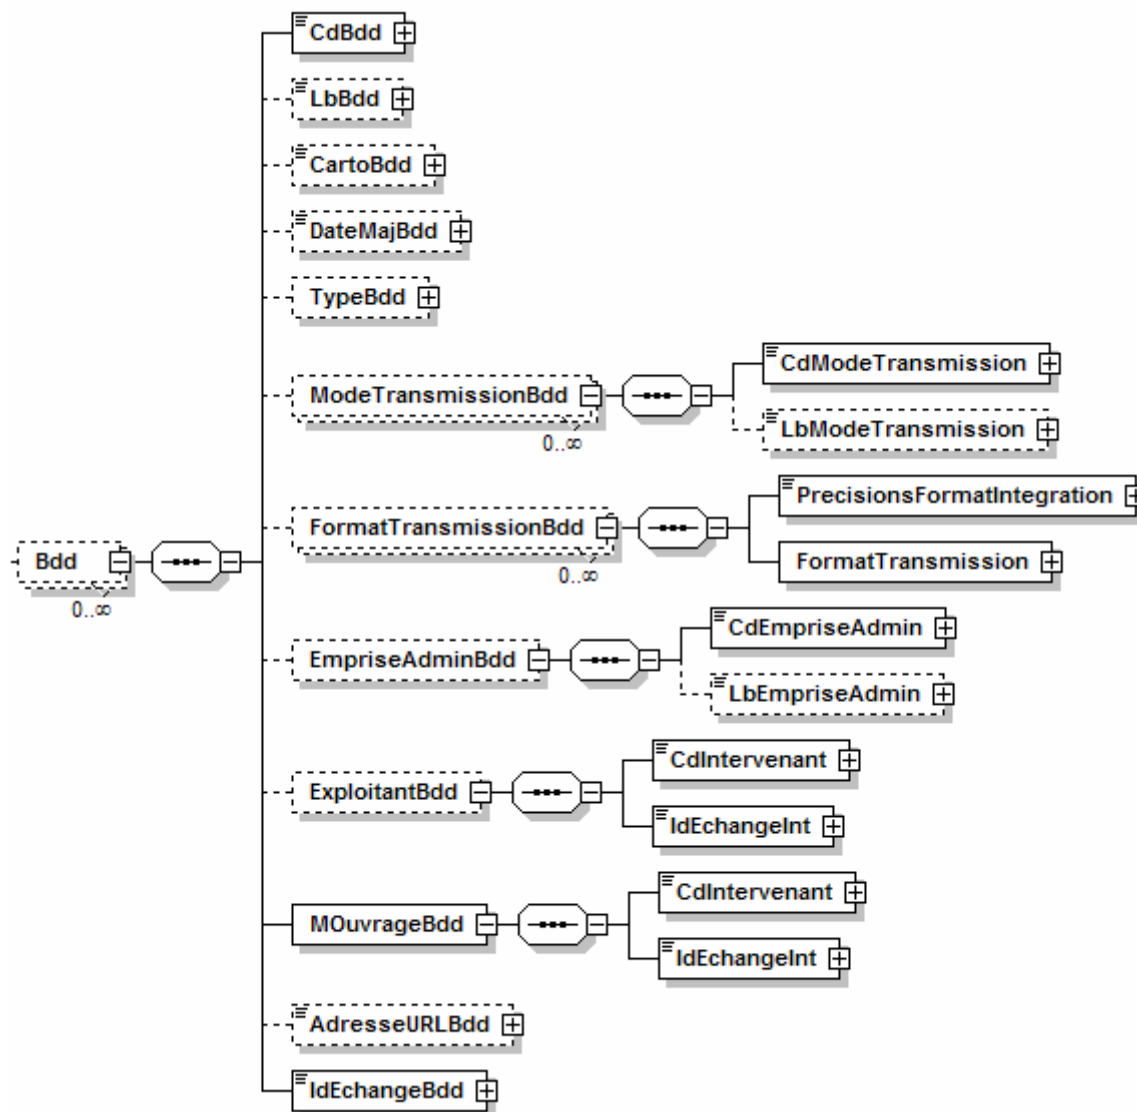 CdBdd
LbBdd
CartoBdd
DateMajBdd
TypeBdd
ModeTransmissionBdd
0..∞
CdModeTransmission
LbModeTransmission
FormatTransmissionBdd
0..∞
PrecisionsFormatIntegration
FormatTransmission
Bdd
0..∞
EmpriseAdminBdd
CdEmpriseAdmin
LbEmpriseAdmin
ExploitantBdd
CdIntervenant
IdEchangeInt
MOuvrageBdd
CdIntervenant
IdEchangeInt
AdresseURLBdd
IdEchangeBdd